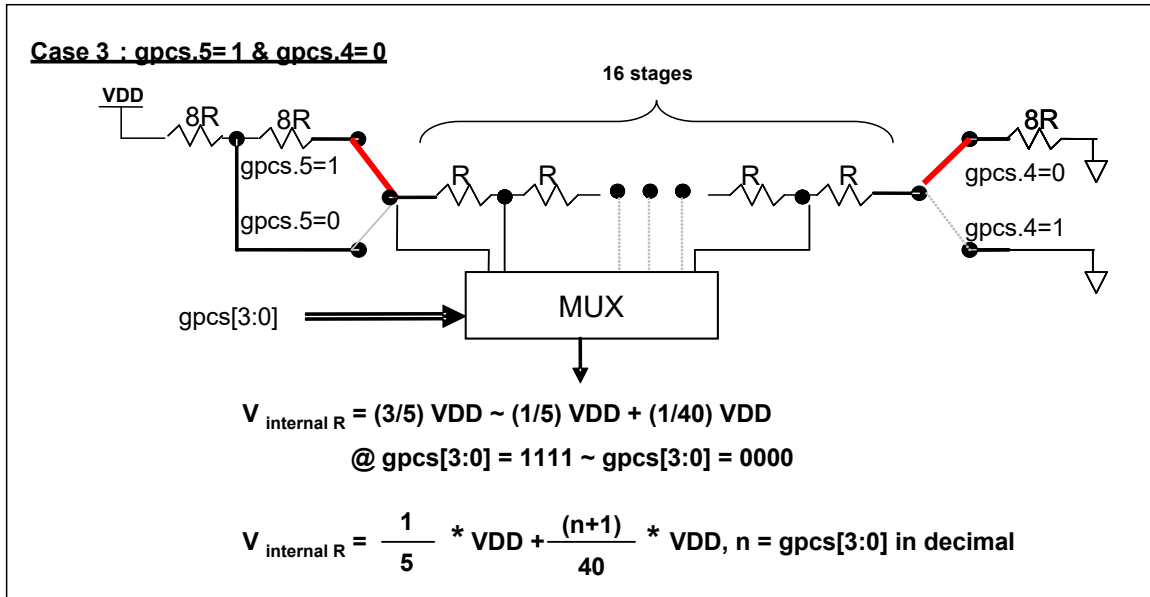 Case 3 : gpcs.5= 1 & gpcs.4= 0
16 stages
VDD
8R
8R
8R
gpcs.5=1
R
R
R
R
gpcs.4=0
gpcs.5=0
gpcs.4=1
MUX
gpcs[3:0]
V internal R = (3/5) VDD ~ (1/5) VDD + (1/40) VDD
@ gpcs[3:0] = 1111 ~ gpcs[3:0] = 0000
V internal R = 1/5 * VDD + (n+1)/40 * VDD, n = gpcs[3:0] in decimal